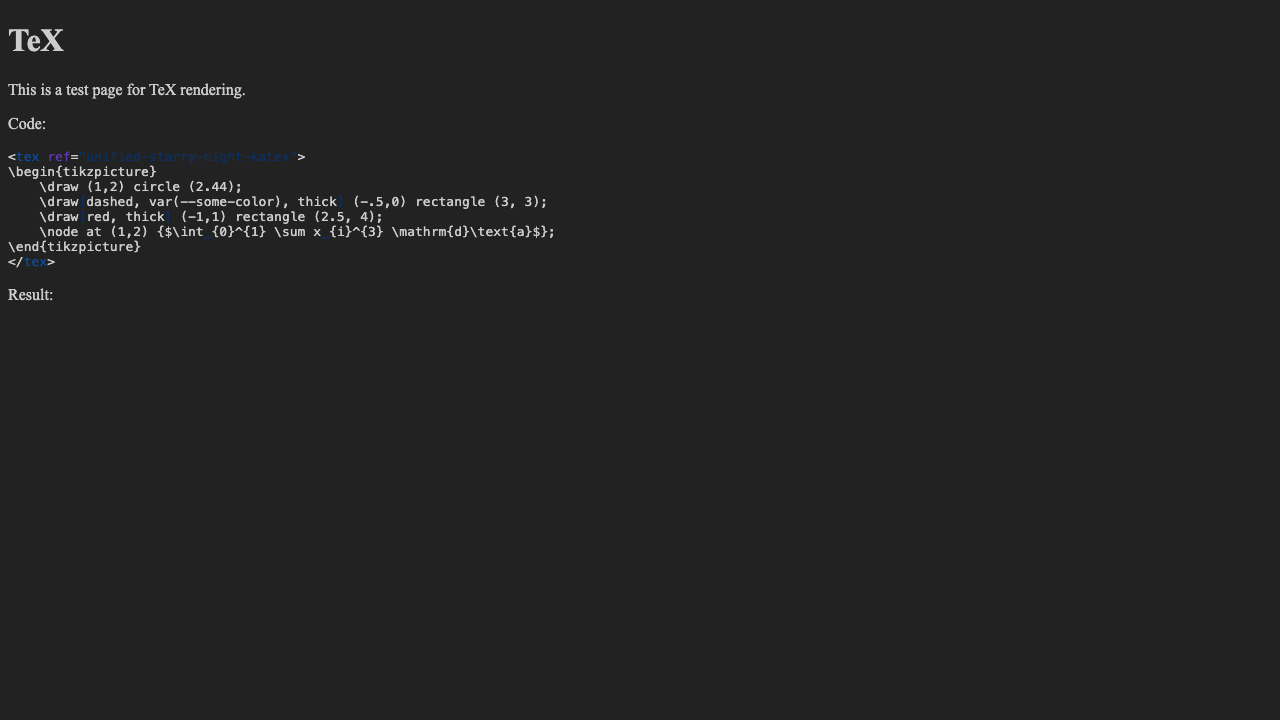 TeX
This is a test page for TeX rendering.
Code:
<tex ref="unified-starry-night-katex">
\begin{tikzpicture}
    \draw (1,2) circle (2.44);
    \draw[dashed, var(--some-color), thick] (-.5,0) rectangle (3, 3);
    \draw[red, thick] (-1,1) rectangle (2.5, 4);
    \node at (1,2) {$\int_{0}^{1} \sum x_{i}^{3} \mathrm{d}\text{a}$};
\end{tikzpicture}
</tex>
Result: